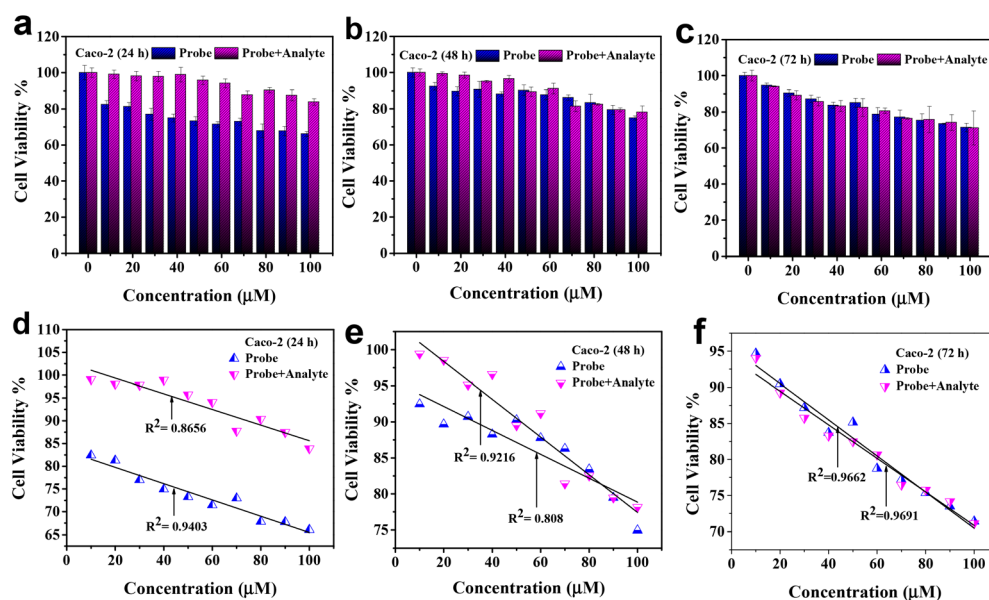 a
Caco-2 (24 h) Probe Probe+Analyte
120
100
80
60
40
20
0
Cell Viability %
0 20 40 60 80 100
Concentration (µM)
b
Caco-2 (48 h) Probe Probe+Analyte
120
100
80
60
40
20
0
Cell Viability %
0 20 40 60 80 100
Concentration (µM)
c
Caco-2 (72 h) Probe Probe+Analyte
120
100
80
60
40
20
0
Cell Viability %
0 20 40 60 80 100
Concentration (µM)
d
Caco-2 (24 h)
Probe
Probe+Analyte
110
105
100
95
90
85
80
75
70
65
Cell Viability %
R²= 0.8656
R²= 0.9403
0 20 40 60 80 100
Concentration (µM)
e
Caco-2 (48 h)
Probe
Probe+Analyte
100
95
90
85
80
75
Cell Viability %
R²= 0.9216
R²= 0.808
0 20 40 60 80 100
Concentration (µM)
f
Caco-2 (72 h)
Probe
Probe+Analyte
95
90
85
80
75
70
Cell Viability %
R²= 0.9662
R²= 0.9691
0 20 40 60 80 100
Concentration (µM)